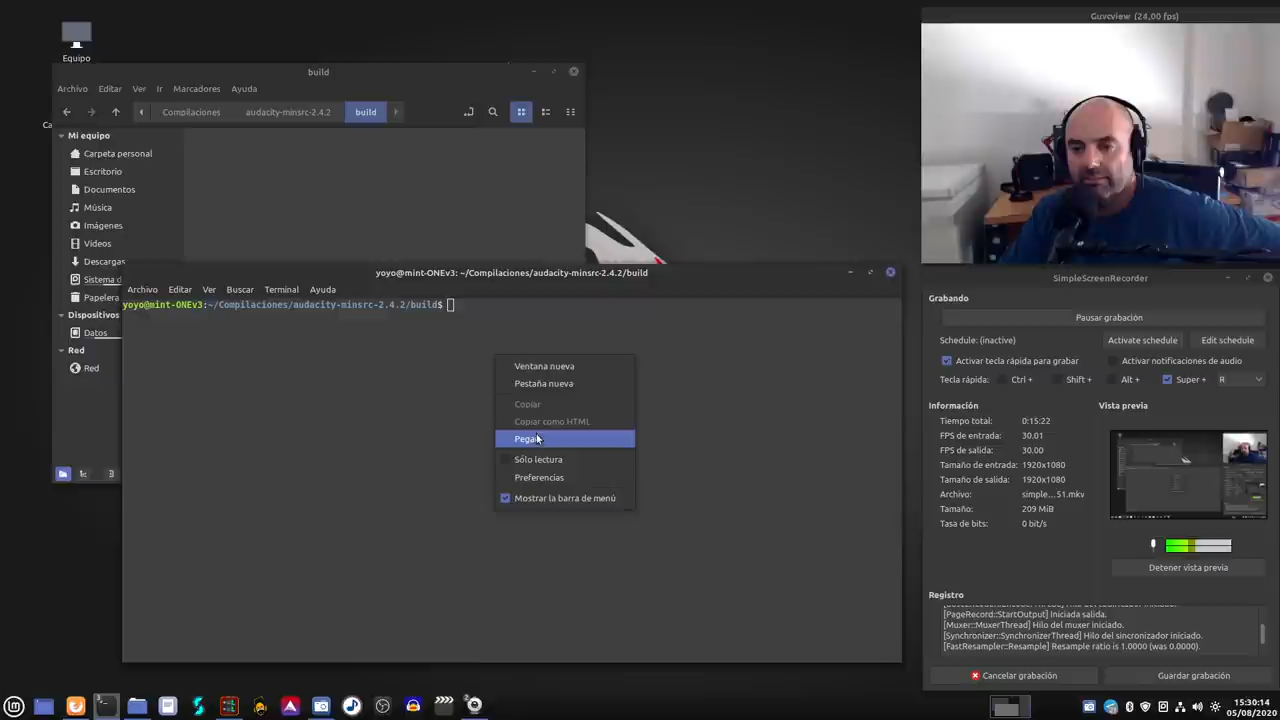 Equipo
build
Archivo Editar Ver Ir Marcadores Ayuda
Compilaciones audacity-minsrc-2.4.2 build
Mi equipo
Carpeta personal
Escritorio
Documentos
Música
Imágenes
Vídeos
Descargas
Sistema d
Papelera
Dispositivos
Datos
Red
Red
yoyo@mint-ONEv3: ~/Compilaciones/audacity-minsrc-2.4.2/build
Archivo Editar Ver Buscar Terminal Ayuda
yoyo@mint-ONEv3:~/Compilaciones/audacity-minsrc-2.4.2/build$
Ventana nueva
Pestaña nueva
Copiar
Copiar como HTML
Pegar
Sólo lectura
Preferencias
Mostrar la barra de menú
Guvcview (24,00 fps)
SimpleScreenRecorder
Grabando
Pausar grabación
Schedule: (inactive) Activate schedule Edit schedule
Activar tecla rápida para grabar Activar notificaciones de audio
Tecla rápida: Ctrl + Shift + Alt + Super + R
Información Vista previa
Tiempo total: 0:15:22
FPS de entrada: 30.01
FPS de salida: 30.00
Tamaño de entrada: 1920x1080
Tamaño de salida: 1920x1080
Archivo: simple...51.mkv
Tamaño: 209 MiB
Tasa de bits: 0 bit/s
Detener vista previa
Registro
[PageRecord::StartOutput] Iniciada salida.
[Muxer::MuxerThread] Hilo del muxer iniciado.
[Synchronizer::SynchronizerThread] Hilo del sincronizador iniciado.
[FastResampler::Resample] Resample ratio is 1.0000 (was 0.0000).
Cancelar grabación Guardar grabación
15:30:14
05/08/2020